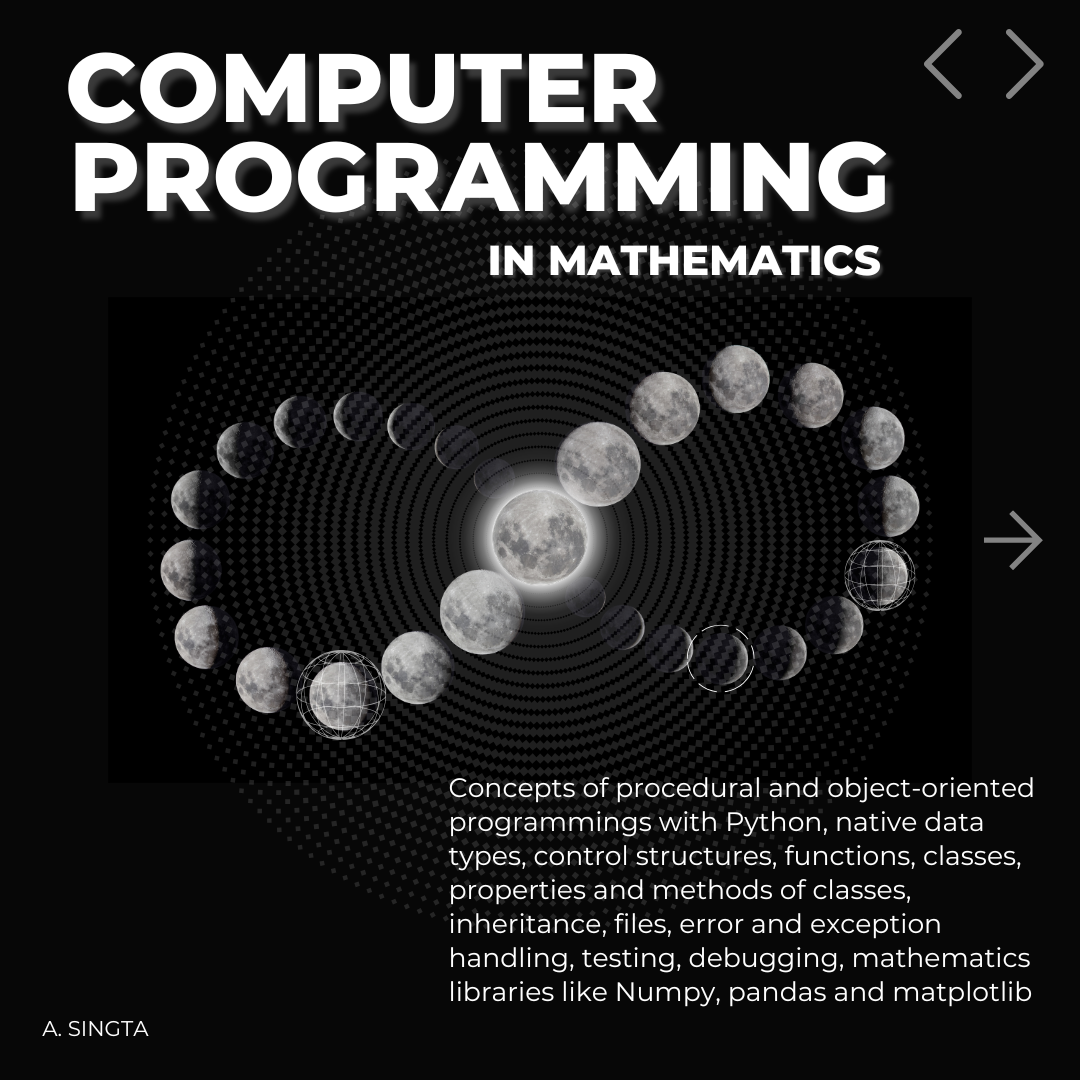 COMPUTER
PROGRAMMING
IN MATHEMATICS
Concepts of procedural and object-oriented
programmings with Python, native data
types, control structures, functions, classes,
properties and methods of classes,
inheritance, files, error and exception
handling, testing, debugging, mathematics
libraries like Numpy, pandas and matplotlib
A. SINGTA